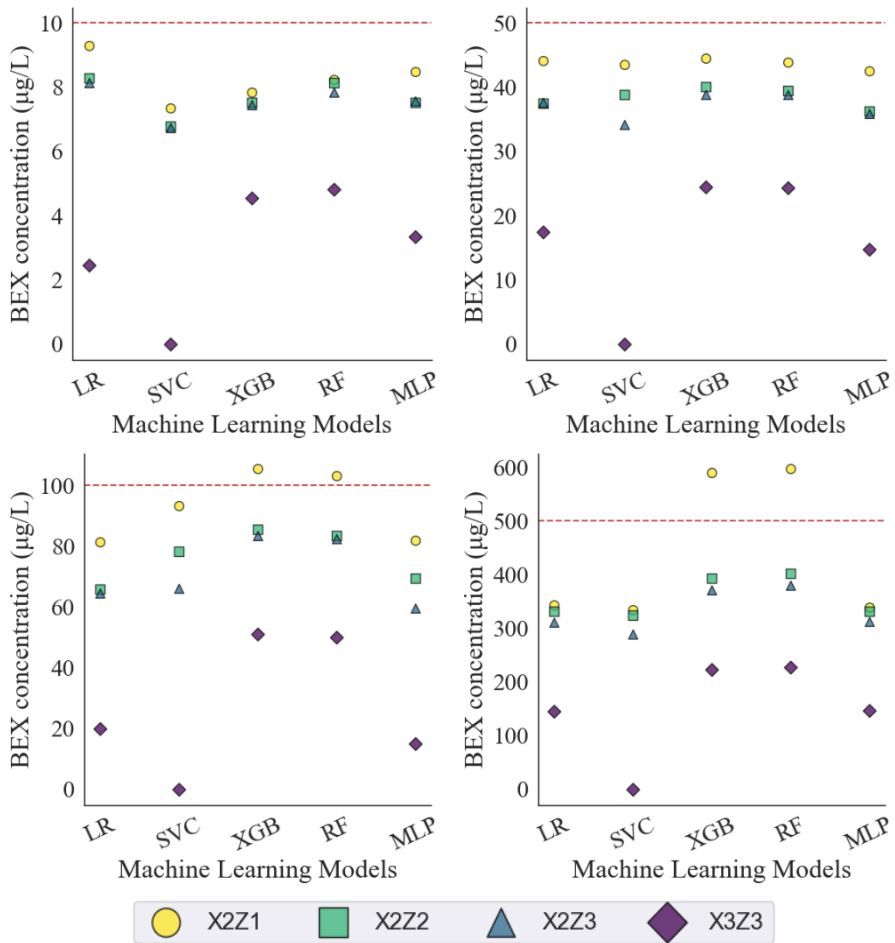 10
8
6
4
2
0
BEX concentration (µg/L)
LR SVC XGB RF MLP
Machine Learning Models
50
40
30
20
10
0
BEX concentration (µg/L)
LR SVC XGB RF MLP
Machine Learning Models
100
80
60
40
20
0
BEX concentration (µg/L)
LR SVC XGB RF MLP
Machine Learning Models
600
500
400
300
200
100
0
BEX concentration (µg/L)
LR SVC XGB RF MLP
Machine Learning Models
X2Z1 X2Z2 X2Z3 X3Z3